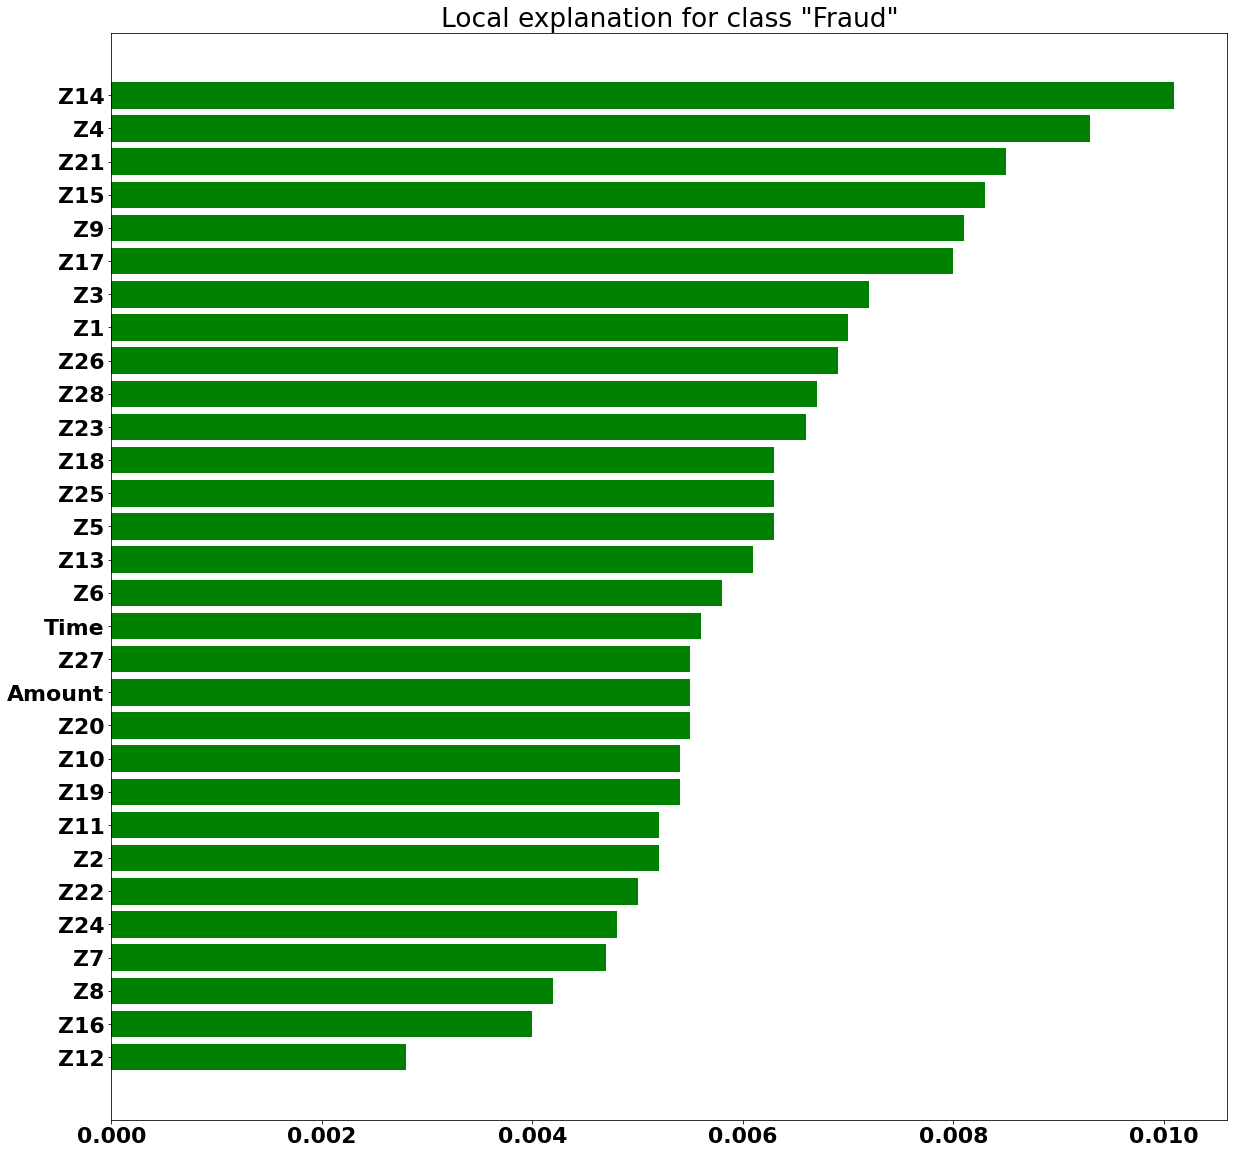 Local explanation for class "Fraud"
Z14
Z4
Z21
Z15
Z9
Z17
Z3
Z1
Z26
Z28
Z23
Z18
Z25
Z5
Z13
Z6
Time
Z27
Amount
Z20
Z10
Z19
Z11
Z2
Z22
Z24
Z7
Z8
Z16
Z12
0.000 0.002 0.004 0.006 0.008 0.010